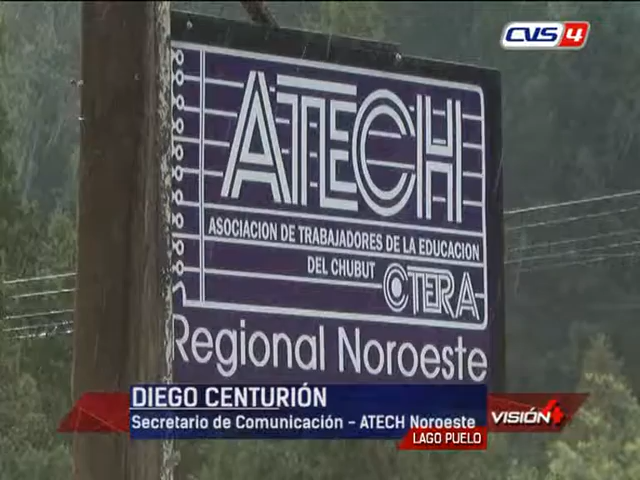 CVS 4
ATECH
ASOCIACION DE TRABAJADORES DE LA EDUCACION
DEL CHUBUT CTERA
Regional Noroeste
DIEGO CENTURIÓN
Secretario de Comunicación - ATECH Noroeste
VISIÓN 4
LAGO PUELO